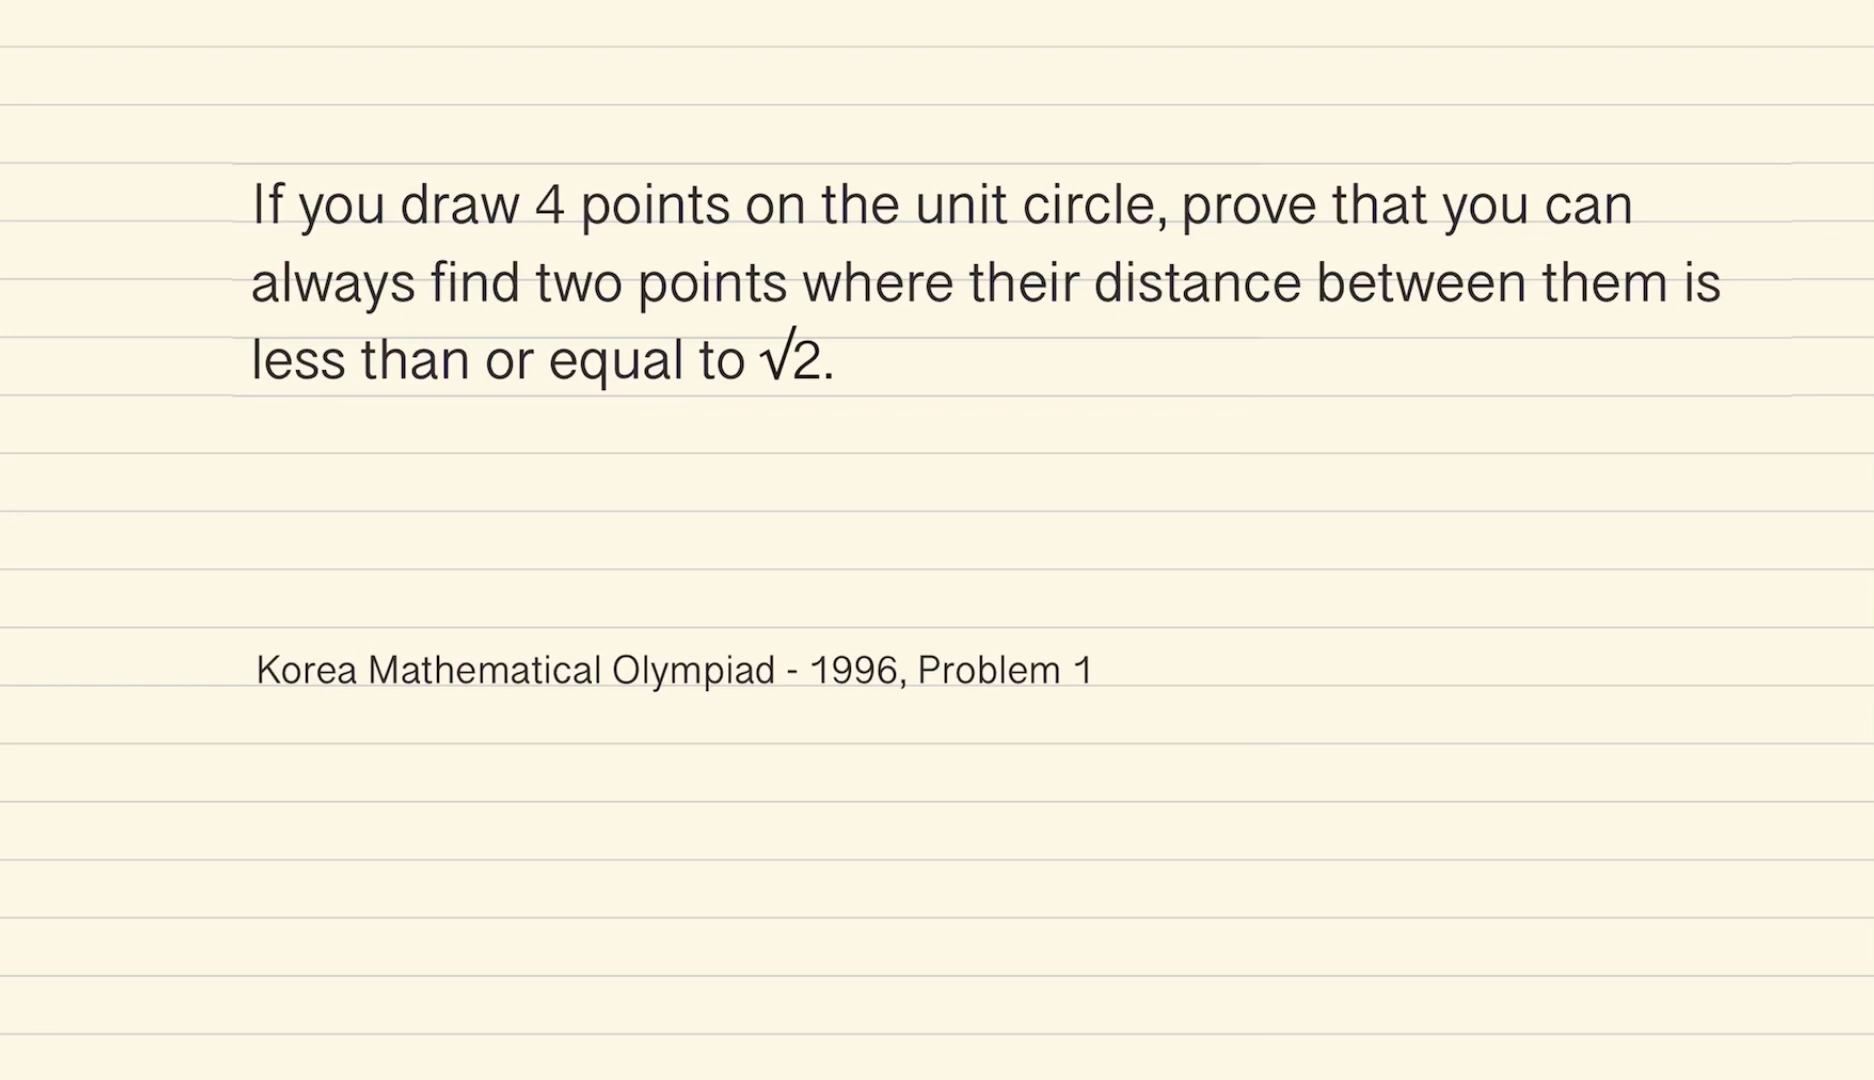 If you draw 4 points on the unit circle, prove that you can
always find two points where their distance between them is
less than or equal to √2.
Korea Mathematical Olympiad - 1996, Problem 1